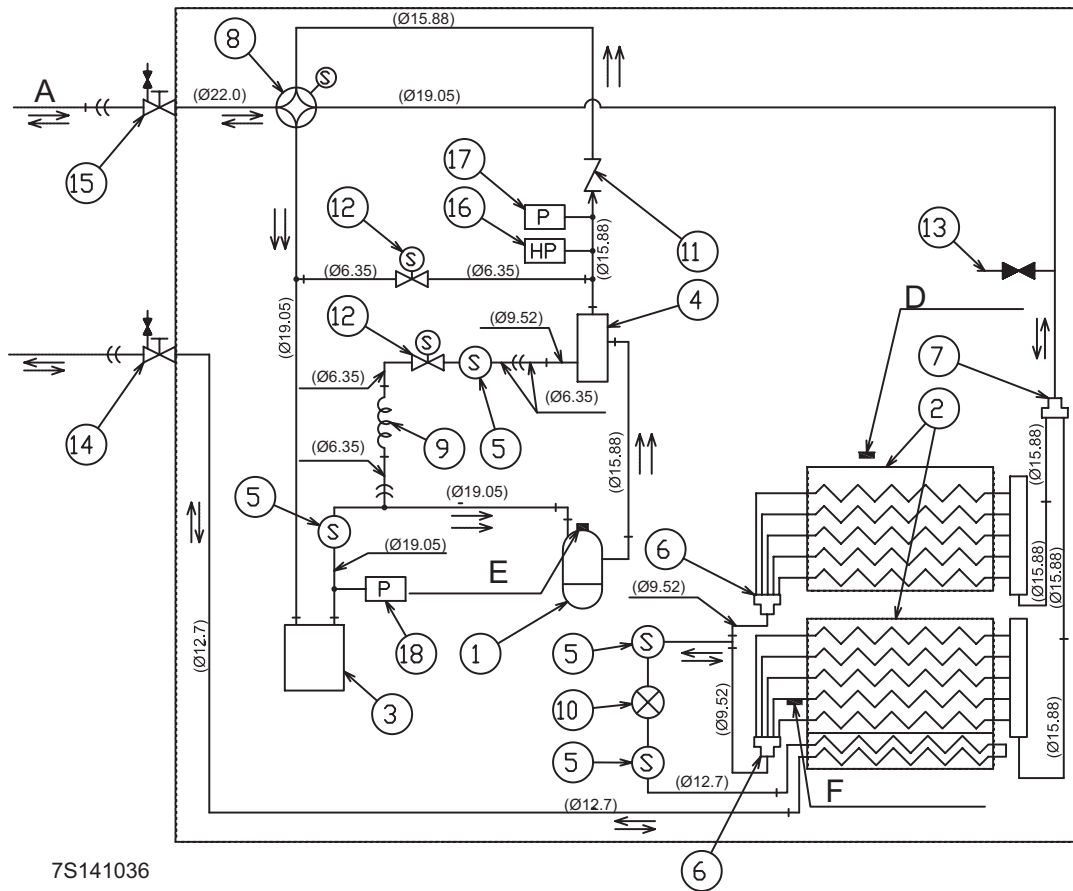 (Ø15.88)
8
S
A
(Ø22.0)
(Ø19.05)
15
17
P
12
16
HP
11
13
S
(Ø6.35)
(Ø6.35)
(Ø15.88)
4
D
(Ø19.05)
(Ø9.52)
12
S
S
7
2
(Ø6.35)
(Ø6.35)
14
9
5
(Ø15.88)
(Ø15.88)
(Ø6.35)
(Ø19.05)
5
S
6
(Ø19.05)
E
(Ø15.88)
(Ø15.88)
P
(Ø9.52)
(Ø12.7)
18
1
5
S
3
10
(Ø9.52)
(Ø15.88)
5
S
(Ø12.7)
F
(Ø12.7)
6
7S141036